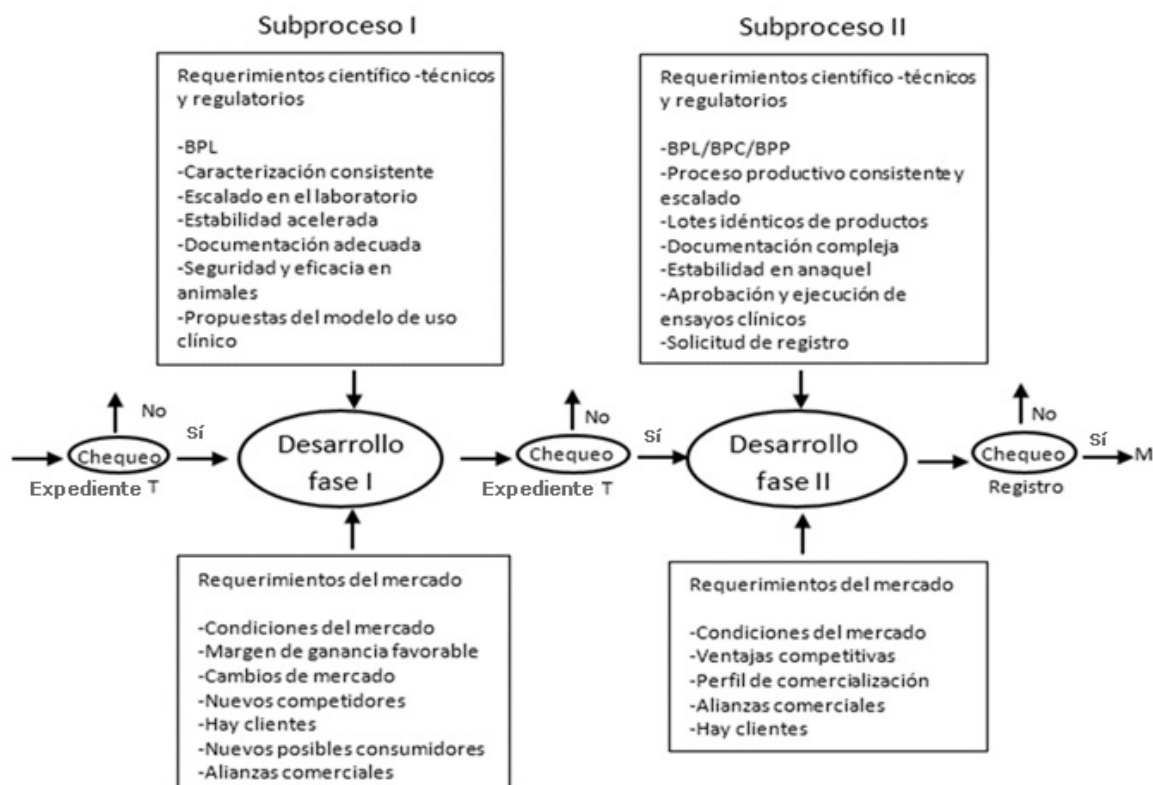 Subproceso I
Requerimientos científico -técnicos
y regulatorios
-BPL
-Caracterización consistente
-Escalado en el laboratorio
-Estabilidad acelerada
-Documentación adecuada
-Seguridad y eficacia en
animales
-Propuestas del modelo de uso
clínico
Subproceso II
Requerimientos científico -técnicos
y regulatorios
-BPL/BPC/BPP
-Proceso productivo consistente y
escalado
-Lotes idénticos de productos
-Documentación compleja
-Estabilidad en anaquel
-Aprobación y ejecución de
ensayos clínicos
-Solicitud de registro
No
Chequeo
Sí
Expediente T
Desarrollo
fase I
No
Chequeo
Sí
Expediente T
Desarrollo
fase II
No
Chequeo
Sí
M
Registro
Requerimientos del mercado
-Condiciones del mercado
-Margen de ganancia favorable
-Cambios de mercado
-Nuevos competidores
-Hay clientes
-Nuevos posibles consumidores
-Alianzas comerciales
Requerimientos del mercado
-Condiciones del mercado
-Ventajas competitivas
-Perfil de comercialización
-Alianzas comerciales
-Hay clientes